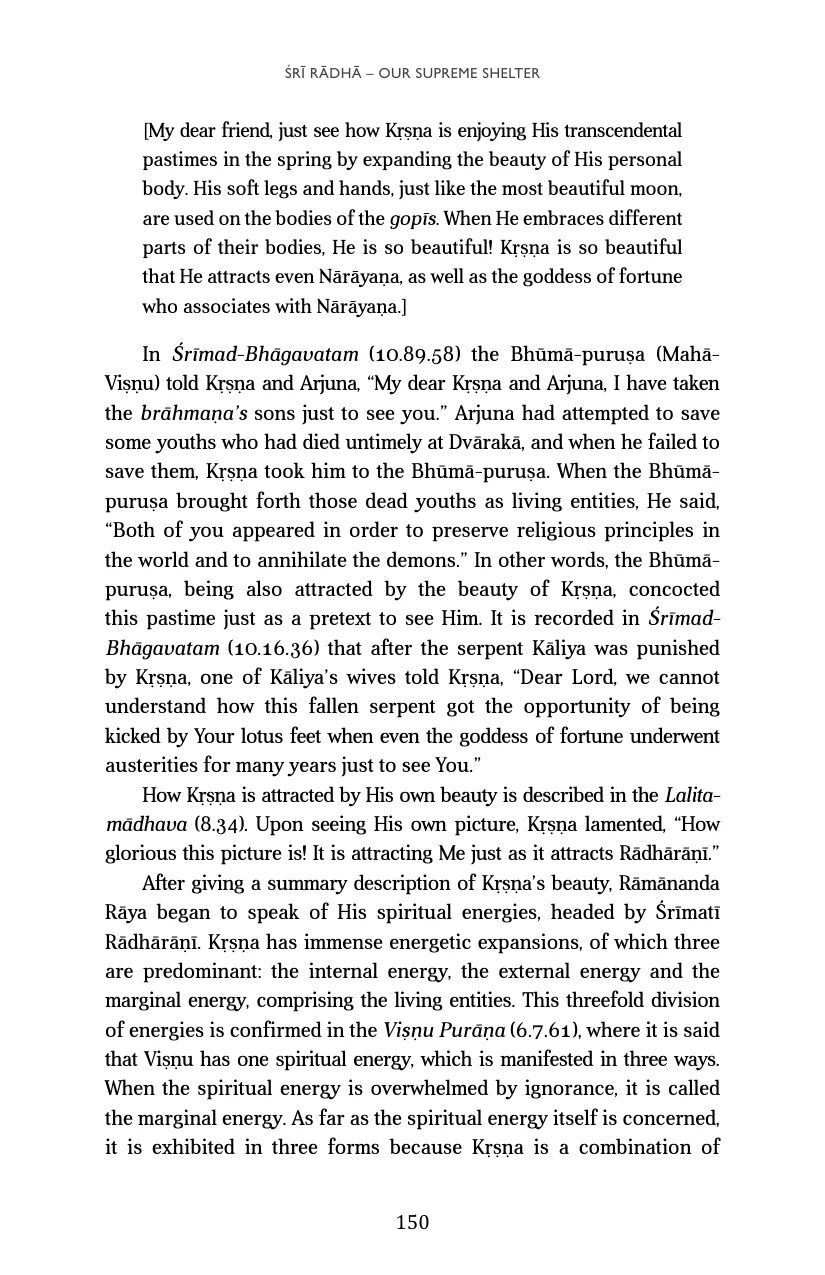 ŚRĪ RĀDHĀ – OUR SUPREME SHELTER
[My dear friend, just see how Kṛṣṇa is enjoying His transcendental
pastimes in the spring by expanding the beauty of His personal
body. His soft legs and hands, just like the most beautiful moon,
are used on the bodies of the gopīs. When He embraces different
parts of their bodies, He is so beautiful! Kṛṣṇa is so beautiful
that He attracts even Nārāyaṇa, as well as the goddess of fortune
who associates with Nārāyaṇa.]
In Śrīmad-Bhāgavatam (10.89.58) the Bhūmā-puruṣa (Mahā-
Viṣṇu) told Kṛṣṇa and Arjuna, “My dear Kṛṣṇa and Arjuna, I have taken
the brāhmaṇa’s sons just to see you.” Arjuna had attempted to save
some youths who had died untimely at Dvārakā, and when he failed to
save them, Kṛṣṇa took him to the Bhūmā-puruṣa. When the Bhūmā-
puruṣa brought forth those dead youths as living entities, He said,
“Both of you appeared in order to preserve religious principles in
the world and to annihilate the demons.” In other words, the Bhūmā-
puruṣa, being also attracted by the beauty of Kṛṣṇa, concocted
this pastime just as a pretext to see Him. It is recorded in Śrīmad-
Bhāgavatam (10.16.36) that after the serpent Kāliya was punished
by Kṛṣṇa, one of Kāliya’s wives told Kṛṣṇa, “Dear Lord, we cannot
understand how this fallen serpent got the opportunity of being
kicked by Your lotus feet when even the goddess of fortune underwent
austerities for many years just to see You.”
How Kṛṣṇa is attracted by His own beauty is described in the Lalita-
mādhava (8.34). Upon seeing His own picture, Kṛṣṇa lamented, “How
glorious this picture is! It is attracting Me just as it attracts Rādhārāṇī.”
After giving a summary description of Kṛṣṇa’s beauty, Rāmānanda
Rāya began to speak of His spiritual energies, headed by Śrīmatī
Rādhārāṇī. Kṛṣṇa has immense energetic expansions, of which three
are predominant: the internal energy, the external energy and the
marginal energy, comprising the living entities. This threefold division
of energies is confirmed in the Viṣṇu Purāṇa (6.7.61), where it is said
that Viṣṇu has one spiritual energy, which is manifested in three ways.
When the spiritual energy is overwhelmed by ignorance, it is called
the marginal energy. As far as the spiritual energy itself is concerned,
it is exhibited in three forms because Kṛṣṇa is a combination of
150